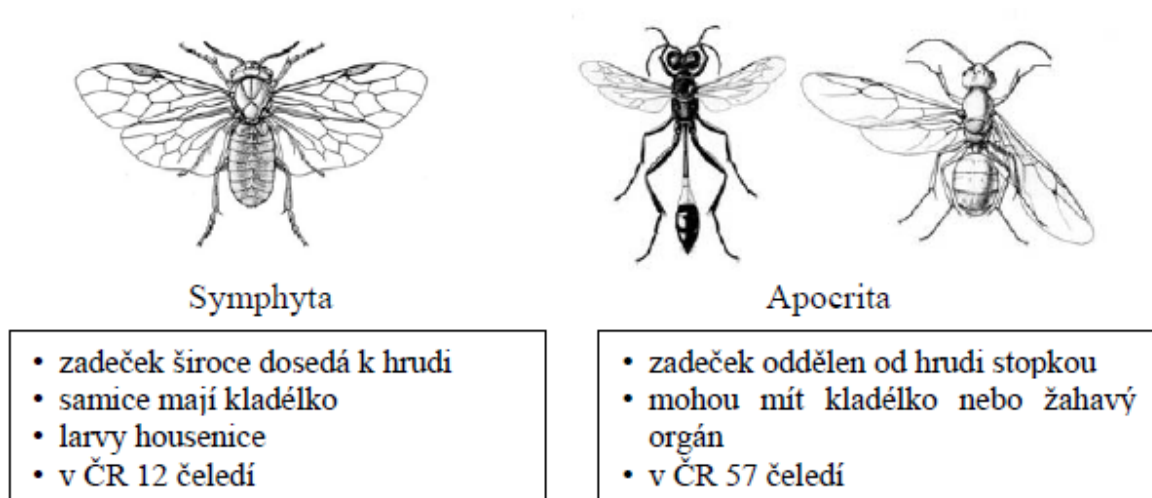 Symphyta
• zadeček široce dosedá k hrudi
• samice mají kladélko
• larvy housenice
• v ČR 12 čeledí
Apocrita
• zadeček oddělen od hrudi stopkou
• mohou mít kladélko nebo žahavý
orgán
• v ČR 57 čeledí